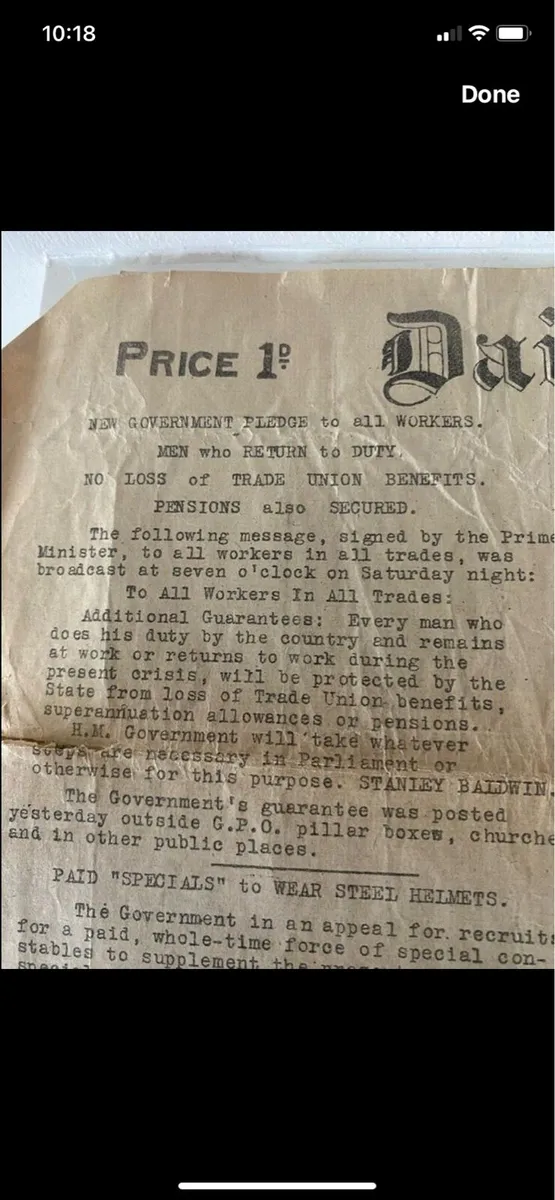 10:18
Done
PRICE 1D
Dai
NEW GOVERNMENT PLEDGE to all WORKERS.
MEN who RETURN to DUTY.
NO LOSS of TRADE UNION BENEFITS.
PENSIONS also SECURED.
The following message, signed by the Prime
Minister, to all workers in all trades, was
broadcast at seven o'clock on Saturday night:
To All Workers In All Trades:
Additional Guarantees: Every man who
does his duty by the country and remains
at work or returns to work during the
present crisis, will be protected by the
State from loss of Trade Union benefits,
superannuation allowances or pensions.
H.M. Government will take whatever
steps are necessary in Parliament or
otherwise for this purpose. STANLEY BALDWIN.
The Government's guarantee was posted
yesterday outside G.P.O. pillar boxes, churche
and in other public places.
PAID "SPECIALS" to WEAR STEEL HELMETS.
The Government in an appeal for recruits
for a paid, whole-time force of special con-
stables to supplement the